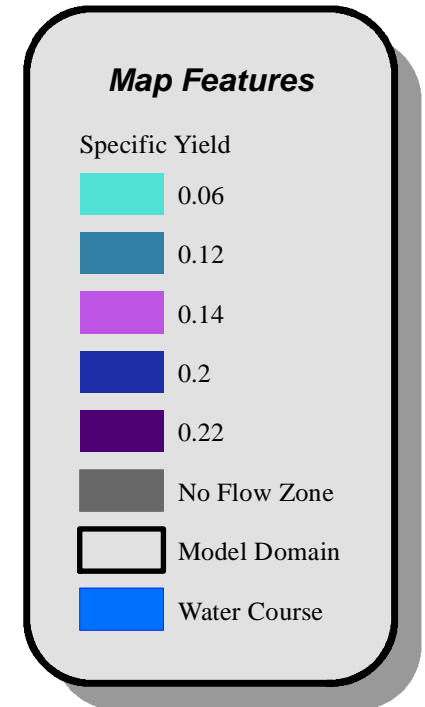 Map Features
Specific Yield
0.06
0.12
0.14
0.2
0.22
No Flow Zone
Model Domain
Water Course